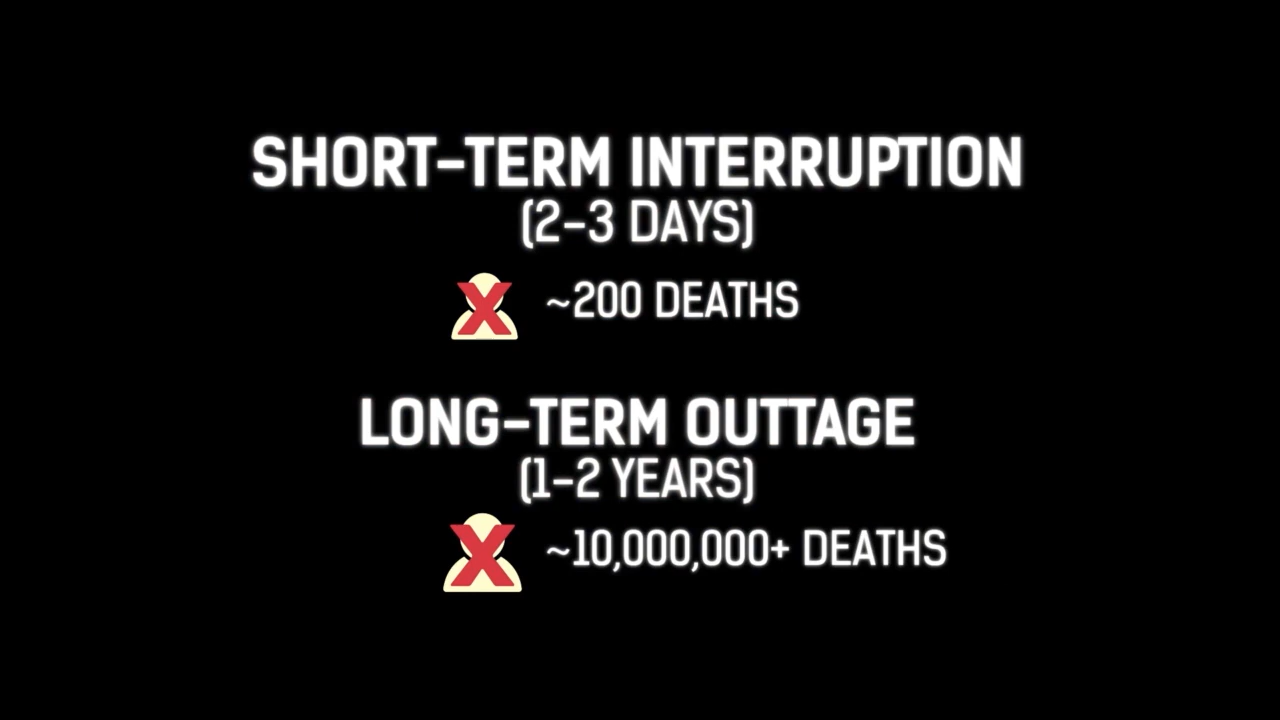 SHORT-TERM INTERRUPTION
(2-3 DAYS)
~200 DEATHS
LONG-TERM OUTTAGE
(1-2 YEARS)
~10,000,000+ DEATHS